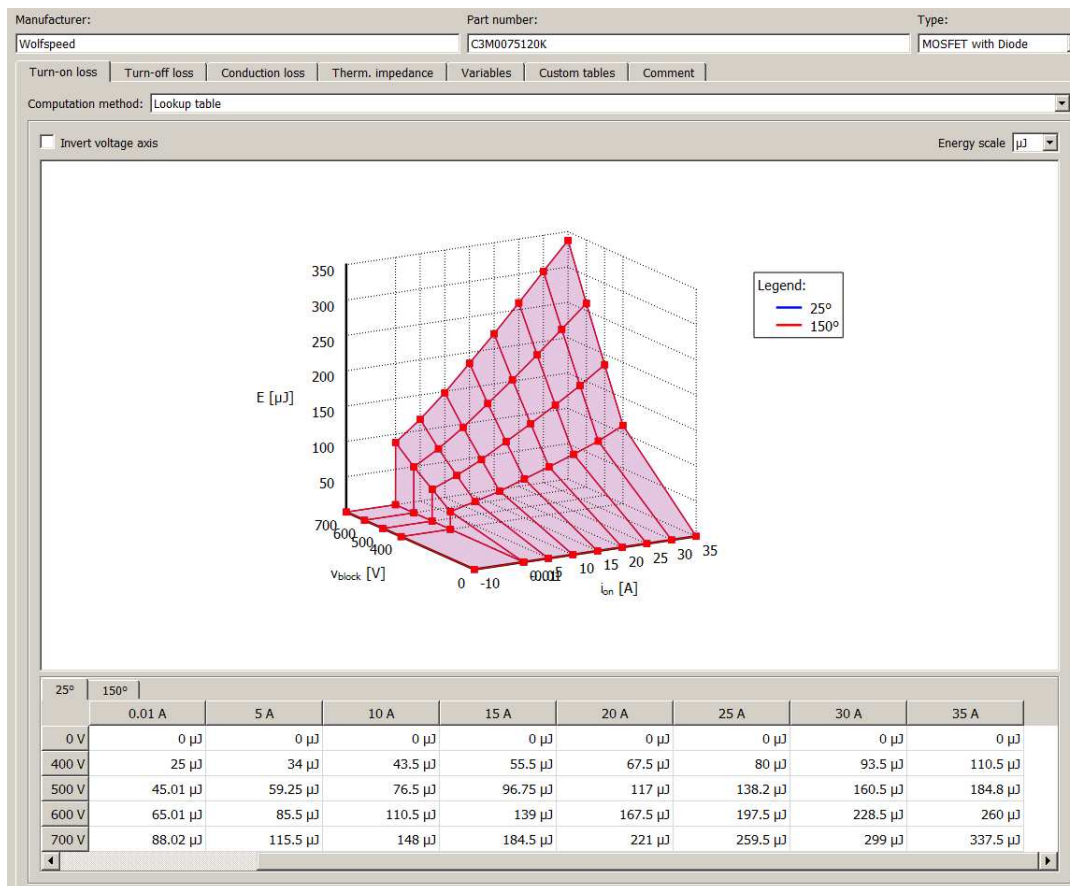 Manufacturer: Part number: Type:
Wolfspeed C3M0075120K MOSFET with Diode
Turn-on loss Turn-off loss Conduction loss Therm. impedance Variables Custom tables Comment
Computation method: Lookup table
Invert voltage axis Energy scale µJ
350
300
250
200
150
100
50
E [µJ]
Legend:
25º
150º
700
600
500
400
0
vblock [V]
-10
10 15 20 25 30 35
ion [A]
25º 150º
0.01 A 5 A 10 A 15 A 20 A 25 A 30 A 35 A
0 V 0 µJ 0 µJ 0 µJ 0 µJ 0 µJ 0 µJ 0 µJ 0 µJ
400 V 25 µJ 34 µJ 43.5 µJ 55.5 µJ 67.5 µJ 80 µJ 93.5 µJ 110.5 µJ
500 V 45.01 µJ 59.25 µJ 76.5 µJ 96.75 µJ 117 µJ 138.2 µJ 160.5 µJ 184.8 µJ
600 V 65.01 µJ 85.5 µJ 110.5 µJ 139 µJ 167.5 µJ 197.5 µJ 228.5 µJ 260 µJ
700 V 88.02 µJ 115.5 µJ 148 µJ 184.5 µJ 221 µJ 259.5 µJ 299 µJ 337.5 µJ